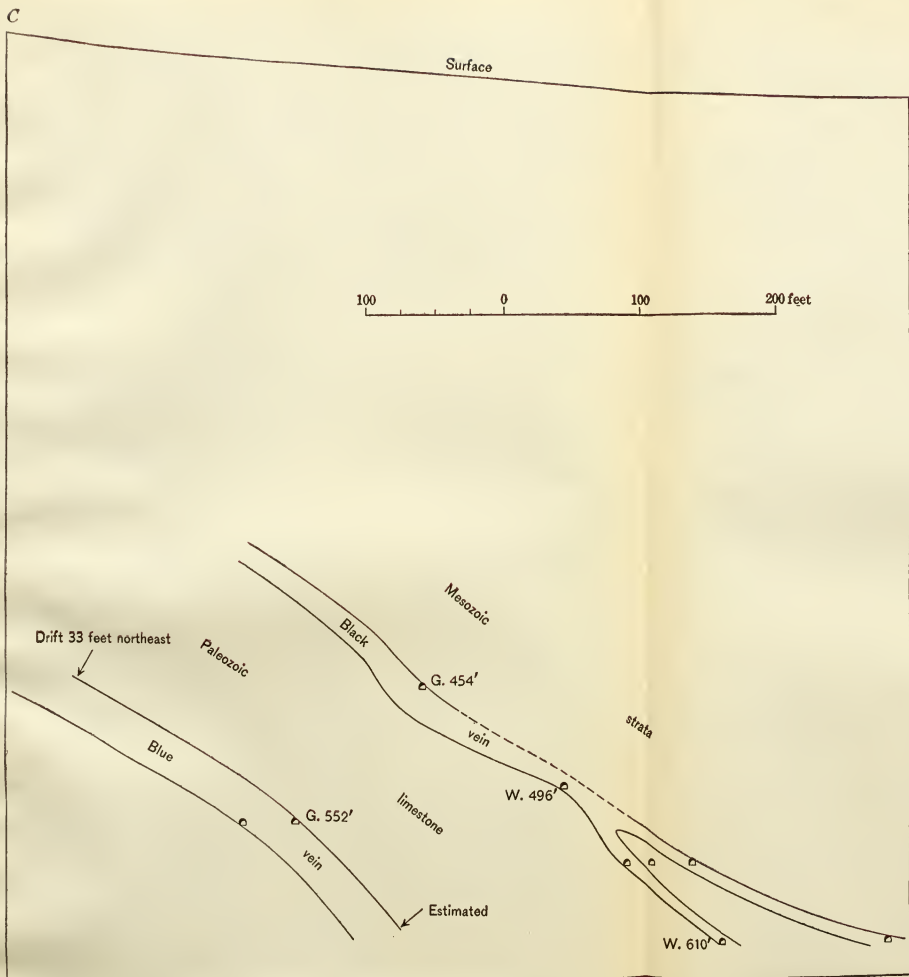 C
Surface
100 0 100 200 feet
Mesozoic
Black
Drift 33 feet northeast
Paleozoic
G. 454'
strata
vein
Blue
W. 496'
limestone
G. 552'
vein
Estimated
W. 610'